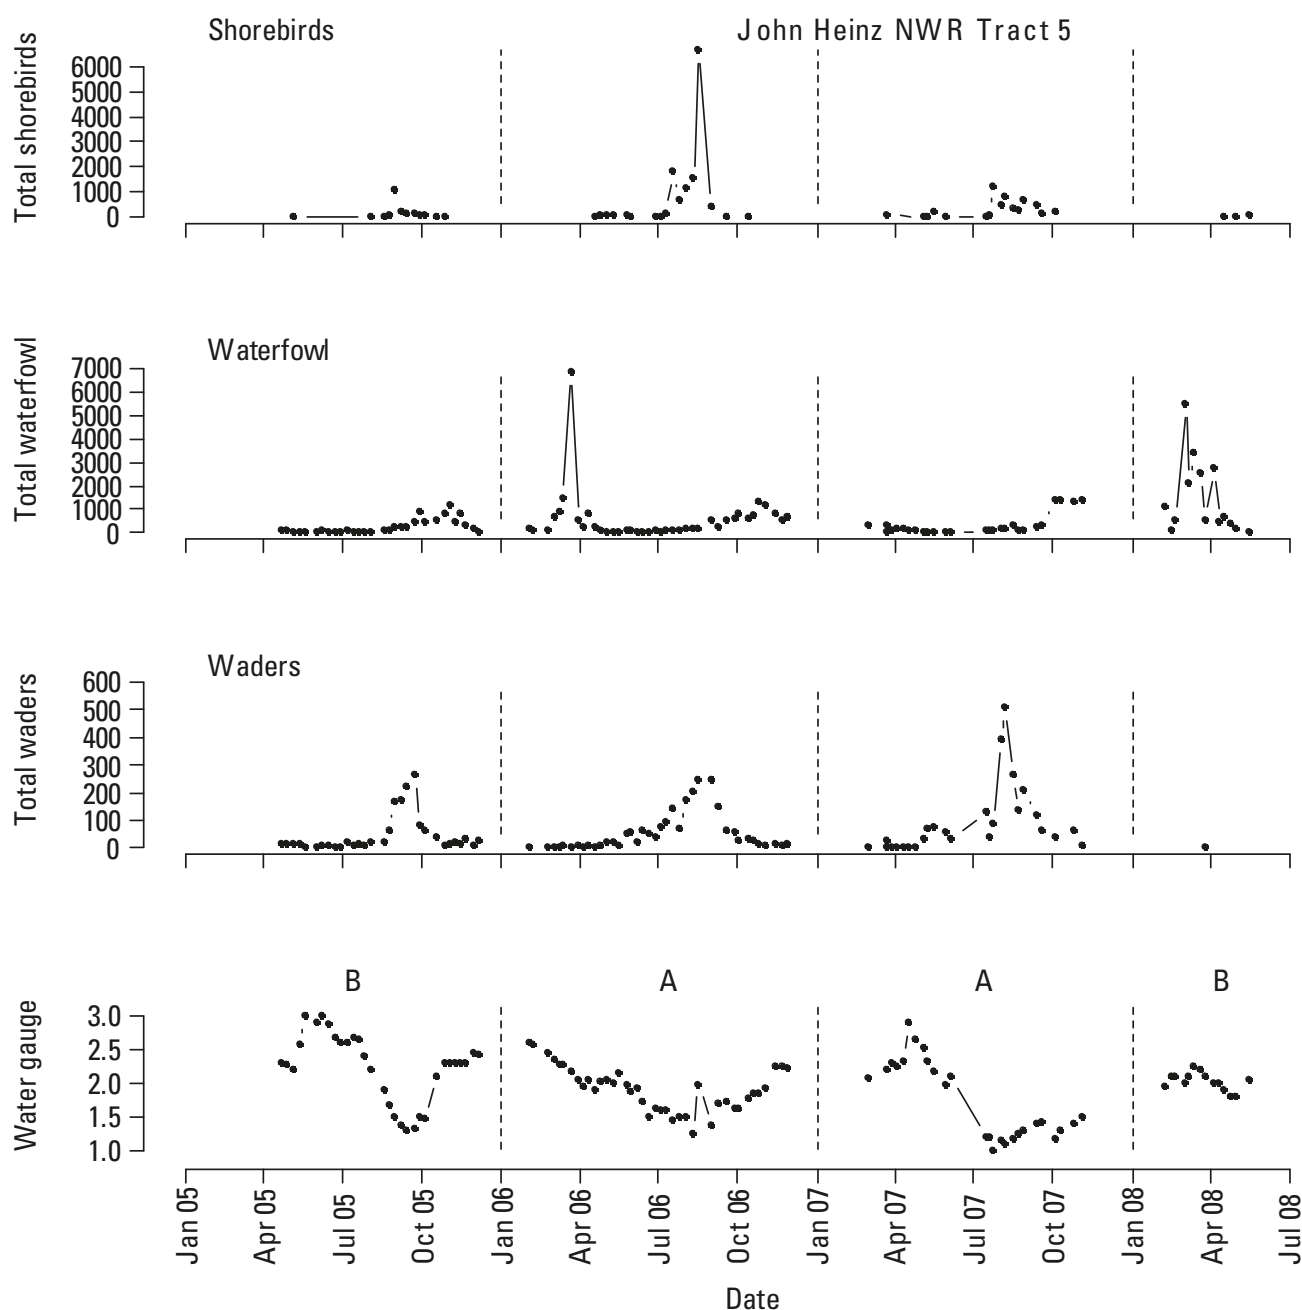 Shorebirds
John Heinz NWR Tract 5
Total shorebirds
6000
5000
4000
3000
2000
1000
0
Waterfowl
Total waterfowl
7000
6000
5000
4000
3000
2000
1000
0
Waders
Total waders
600
500
400
300
200
100
0
B A A B
Water gauge
3.0
2.5
2.0
1.5
1.0
Jan 05 Apr 05 Jul 05 Oct 05 Jan 06 Apr 06 Jul 06 Oct 06 Jan 07 Apr 07 Jul 07 Oct 07 Jan 08 Apr 08 Jul 08
Date